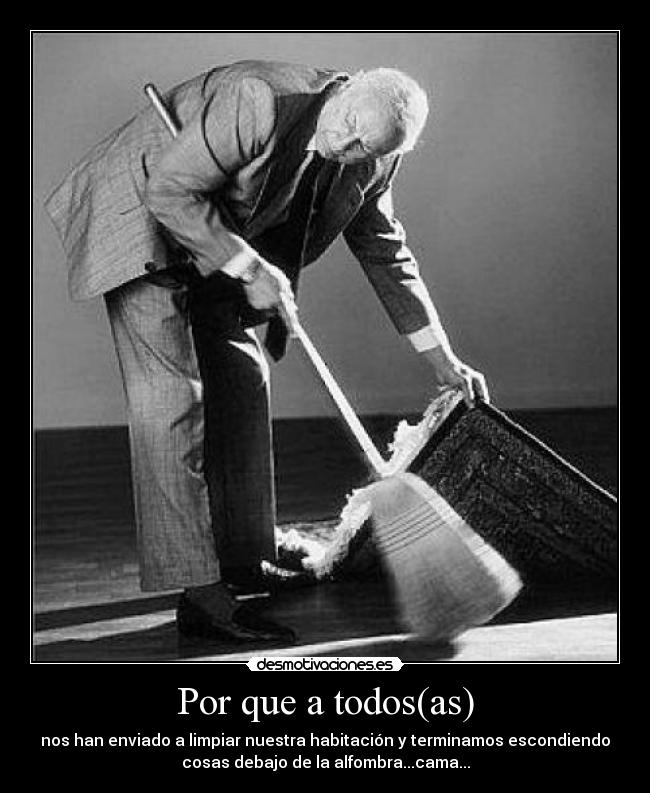 desmotivaciones.es
Por que a todos(as)
nos han enviado a limpiar nuestra habitación y terminamos escondiendo
cosas debajo de la alfombra...cama...